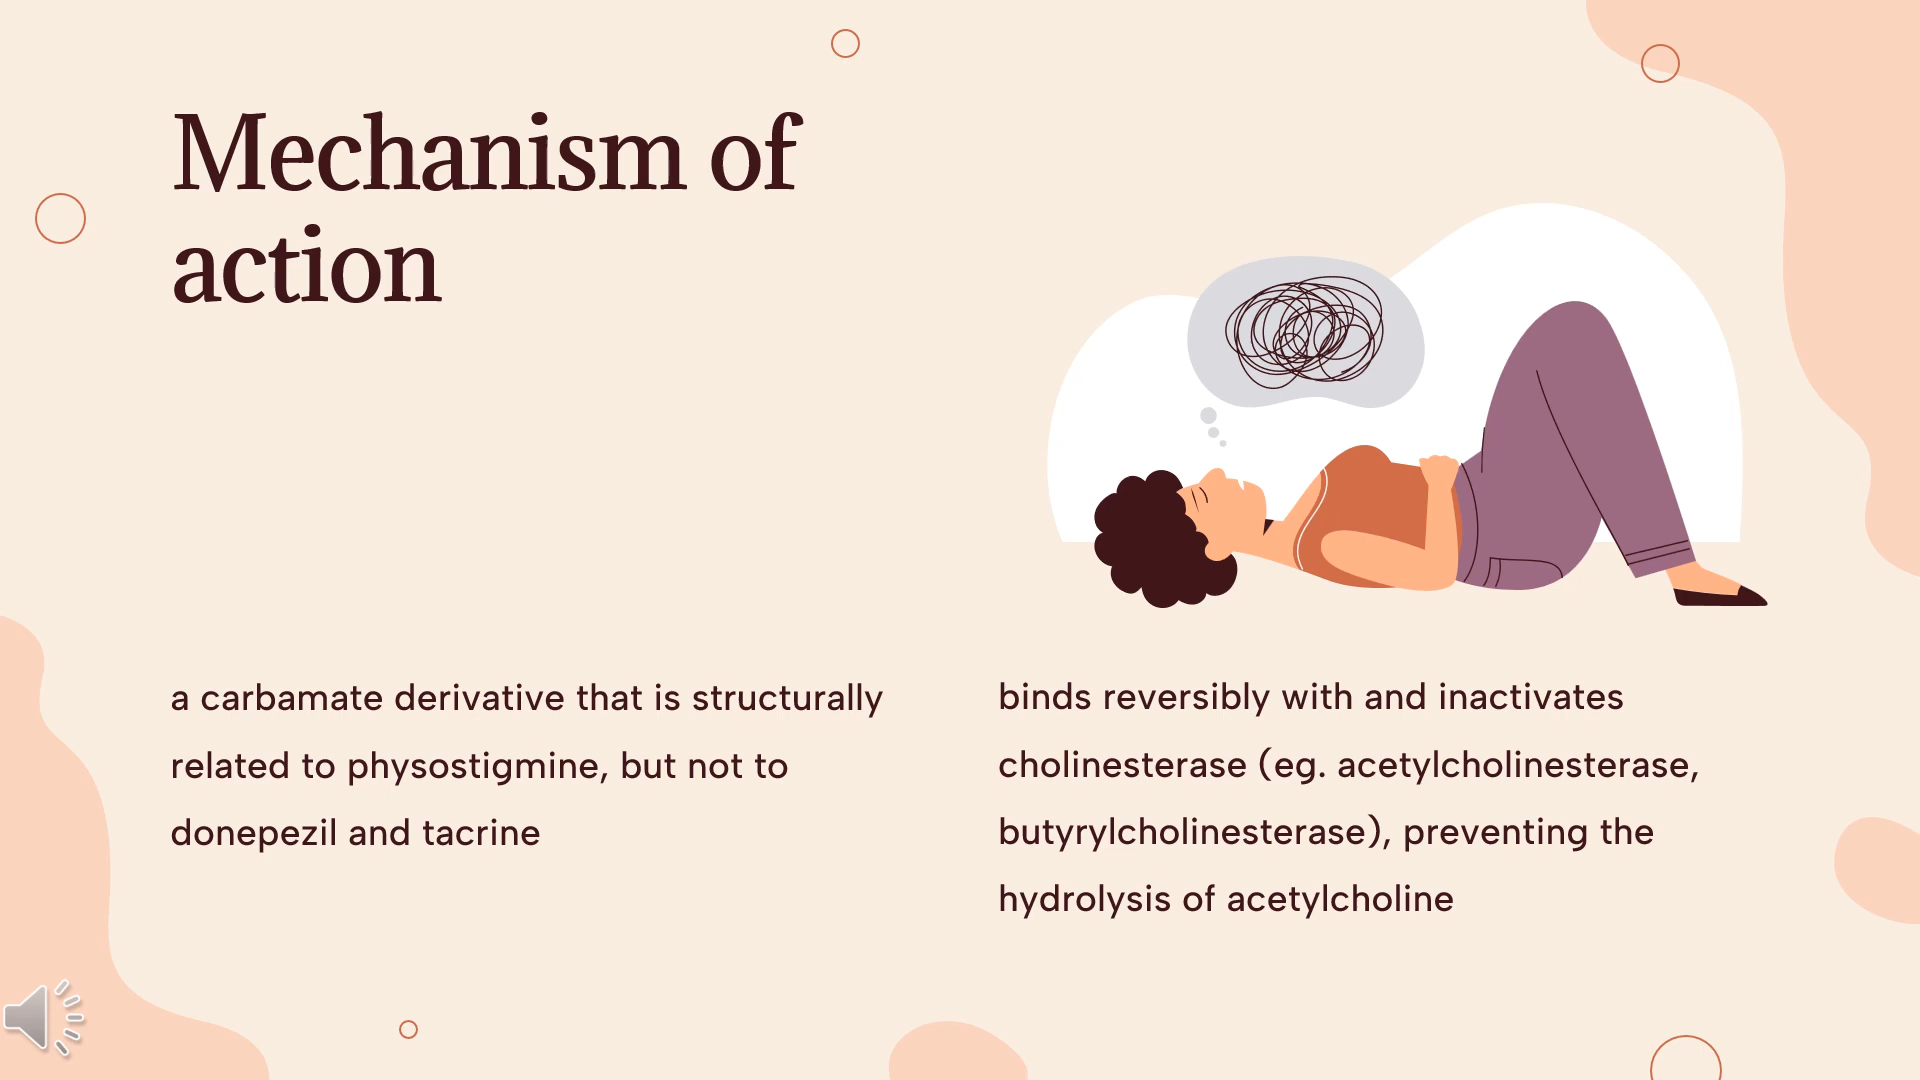 Mechanism of
action
a carbamate derivative that is structurally
related to physostigmine, but not to
donepezil and tacrine
binds reversibly with and inactivates
cholinesterase (eg. acetylcholinesterase,
butyrylcholinesterase), preventing the
hydrolysis of acetylcholine